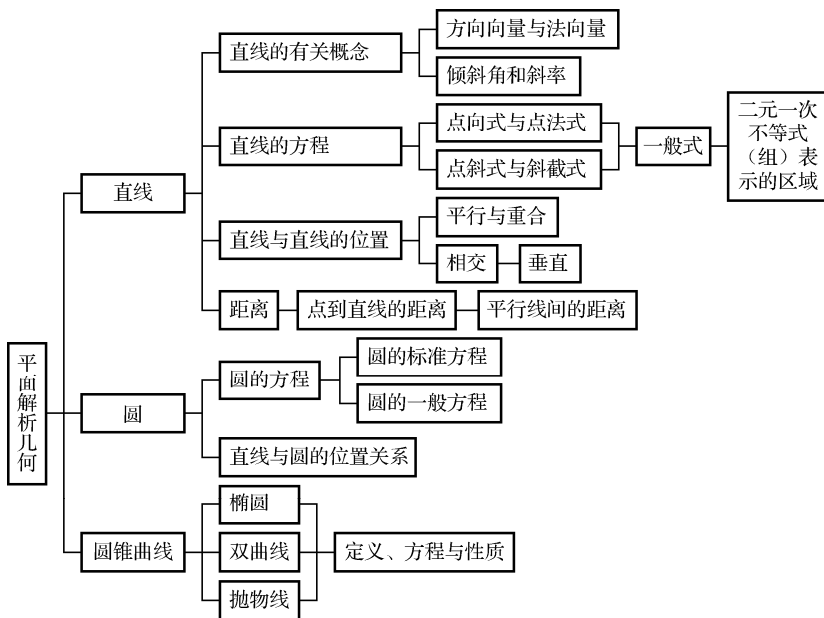 平面解析几何
直线
直线的有关概念
方向向量与法向量
倾斜角和斜率
直线的方程
点向式与点法式
点斜式与斜截式
一般式
二元一次
不等式
（组）表
示的区域
直线与直线的位置
平行与重合
相交
垂直
距离
点到直线的距离
平行线间的距离
圆
圆的方程
圆的标准方程
圆的一般方程
直线与圆的位置关系
圆锥曲线
椭圆
双曲线
抛物线
定义、方程与性质